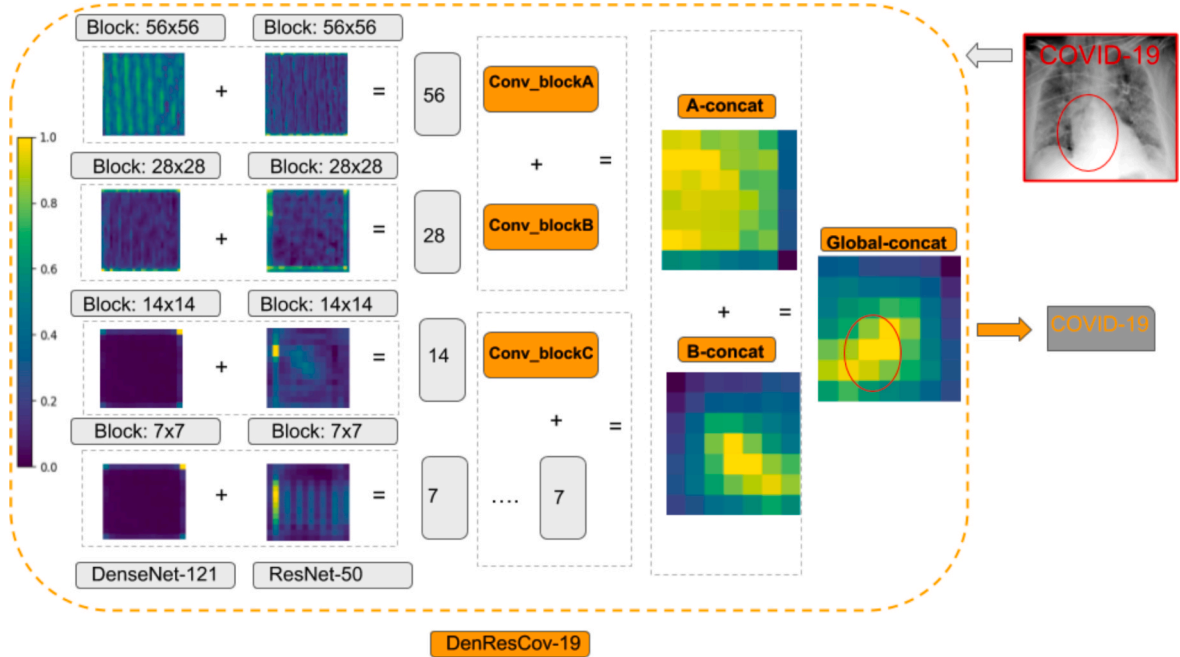 Block: 56x56
Block: 56x56
+
=
56
Conv_blockA
A-concat
COVID-19
1.0
0.8
0.6
0.4
0.2
0.0
Block: 28x28
Block: 28x28
+
=
28
+
=
Conv_blockB
Global-concat
Block: 14x14
Block: 14x14
+
=
14
Conv_blockC
+
=
B-concat
COVID-19
Block: 7x7
Block: 7x7
+
=
7
....
7
+
=
DenseNet-121
ResNet-50
DenResCov-19